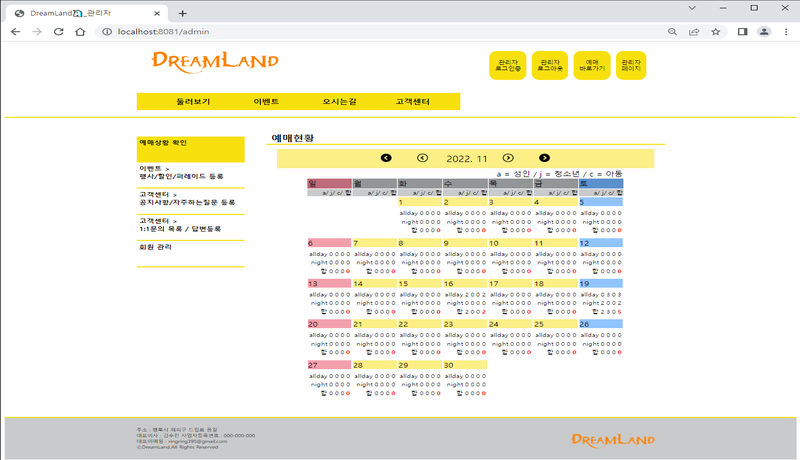 DreamLand _관리자
localhost:8081/admin
DREAMLAND
관리자
로그인중
관리자
로그아웃
예매
바로가기
관리자
페이지
둘러보기 이벤트 오시는길 고객센터
예매상황 확인
이벤트 >
행사/할인/퍼레이드 등록
고객센터 >
공지사항/자주하는질문 등록
고객센터 >
1:1문의 목록 / 답변등록
회원 관리
예매현황
2022. 11
a = 성인 / j = 청소년 / c = 아동
일 월 화 수 목 금 토
a/ j/ c/ 합 a/ j/ c/ 합 a/ j/ c/ 합 a/ j/ c/ 합 a/ j/ c/ 합 a/ j/ c/ 합 a/ j/ c/ 합
1 2 3 4 5
allday 0 0 0 0 allday 0 0 0 0 allday 0 0 0 0 allday 0 0 0 0 allday 0 0 0 0
night 0 0 0 0 night 0 0 0 0 night 0 0 0 0 night 0 0 0 0 night 0 0 0 0
합 0 0 0 0 합 0 0 0 0 합 0 0 0 0 합 0 0 0 0 합 0 0 0 0
6 7 8 9 10 11 12
allday 0 0 0 0 allday 0 0 0 0 allday 0 0 0 0 allday 0 0 0 0 allday 0 0 0 0 allday 0 0 0 0 allday 0 0 0 0
night 0 0 0 0 night 0 0 0 0 night 0 0 0 0 night 0 0 0 0 night 0 0 0 0 night 0 0 0 0 night 0 0 0 0
합 0 0 0 0 합 0 0 0 0 합 0 0 0 0 합 0 0 0 0 합 0 0 0 0 합 0 0 0 0 합 0 0 0 0
13 14 15 16 17 18 19
allday 0 0 0 0 allday 0 0 0 0 allday 0 0 0 0 allday 2 0 0 2 allday 0 0 0 0 allday 0 0 0 0 allday 0 3 0 3
night 0 0 0 0 night 0 0 0 0 night 0 0 0 0 night 0 0 0 0 night 0 0 0 0 night 0 0 0 0 night 2 0 0 2
합 0 0 0 0 합 0 0 0 0 합 0 0 0 0 합 2 0 0 2 합 0 0 0 0 합 0 0 0 0 합 2 3 0 5
20 21 22 23 24 25 26
allday 0 0 0 0 allday 0 0 0 0 allday 0 0 0 0 allday 0 0 0 0 allday 0 0 0 0 allday 0 0 0 0 allday 0 0 0 0
night 0 0 0 0 night 0 0 0 0 night 0 0 0 0 night 0 0 0 0 night 0 0 0 0 night 0 0 0 0 night 0 0 0 0
합 0 0 0 0 합 0 0 0 0 합 0 0 0 0 합 0 0 0 0 합 0 0 0 0 합 0 0 0 0 합 0 0 0 0
27 28 29 30
allday 0 0 0 0 allday 0 0 0 0 allday 0 0 0 0 allday 0 0 0 0
night 0 0 0 0 night 0 0 0 0 night 0 0 0 0 night 0 0 0 0
합 0 0 0 0 합 0 0 0 0 합 0 0 0 0 합 0 0 0 0
주소 : 드림로
대표이사 : 사업자등록번호 : 000-000-000
대표이메일 :
©DreamLand.All Rights Reserved
DREAMLAND